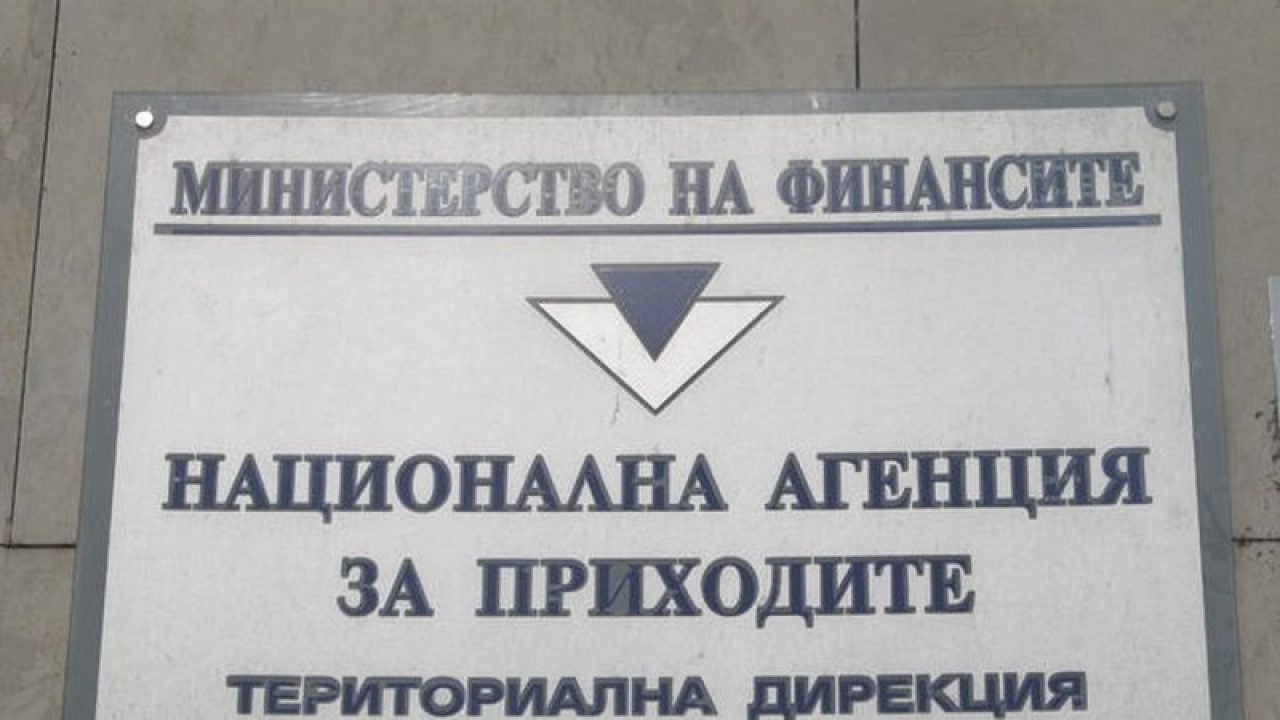 МИНИСТЕРСТВО НА ФИНАНСИТЕ
НАЦИОНАЛНА АГЕНЦИЯ
ЗА ПРИХОДИТЕ
ТЕРИТОРИАЛНА ДИРЕКЦИЯ